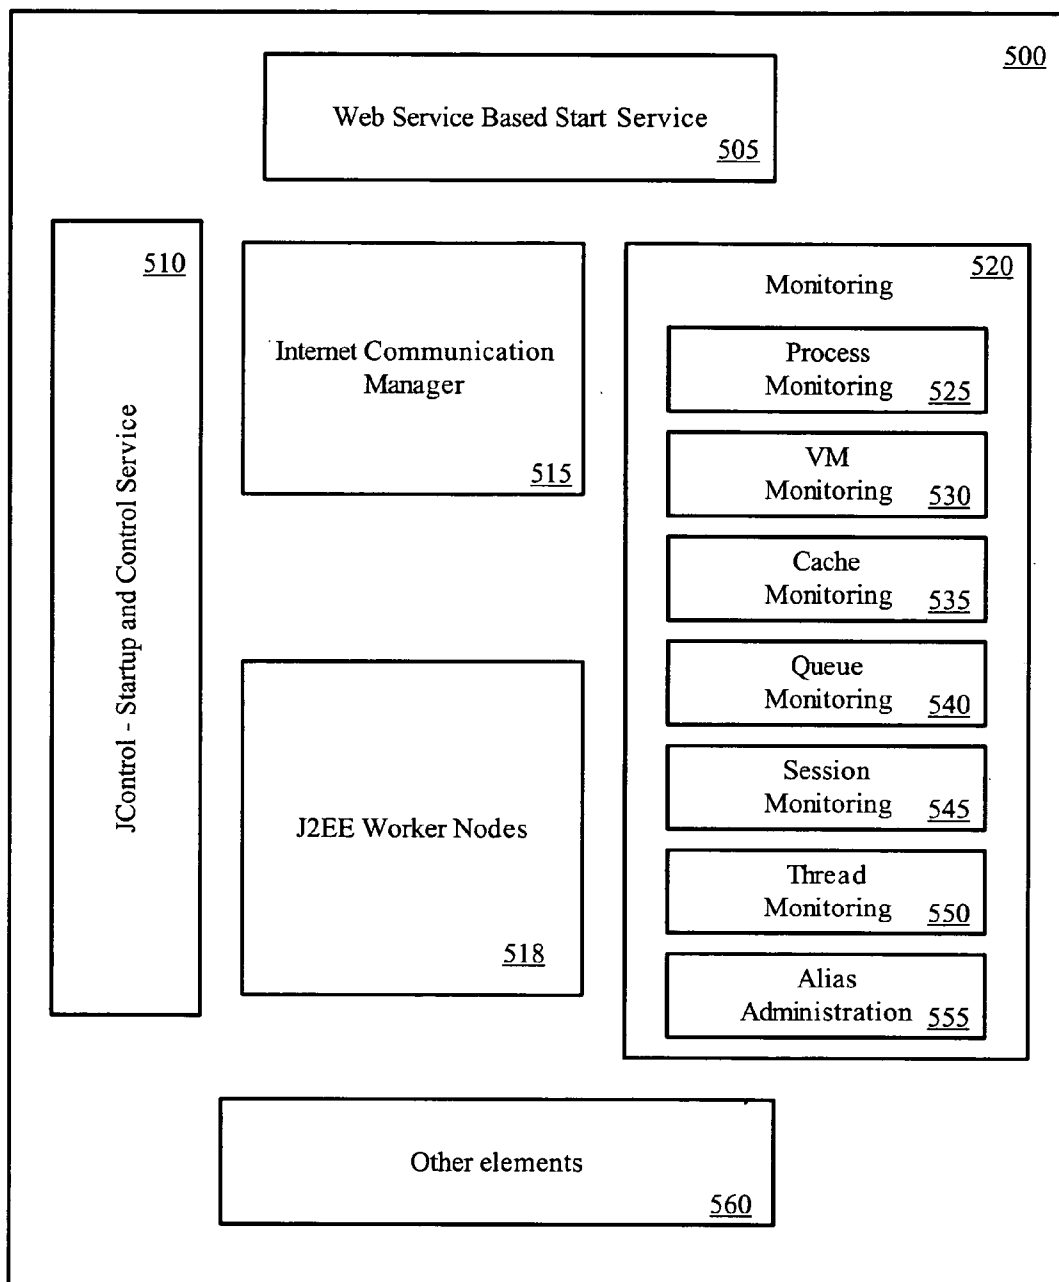 500
Web Service Based Start Service
505
510
JControl - Startup and Control Service
Internet Communication
Manager
515
J2EE Worker Nodes
518
520
Monitoring
Process
Monitoring
525
VM
Monitoring
530
Cache
Monitoring
535
Queue
Monitoring
540
Session
Monitoring
545
Thread
Monitoring
550
Alias
Administration
555
Other elements
560